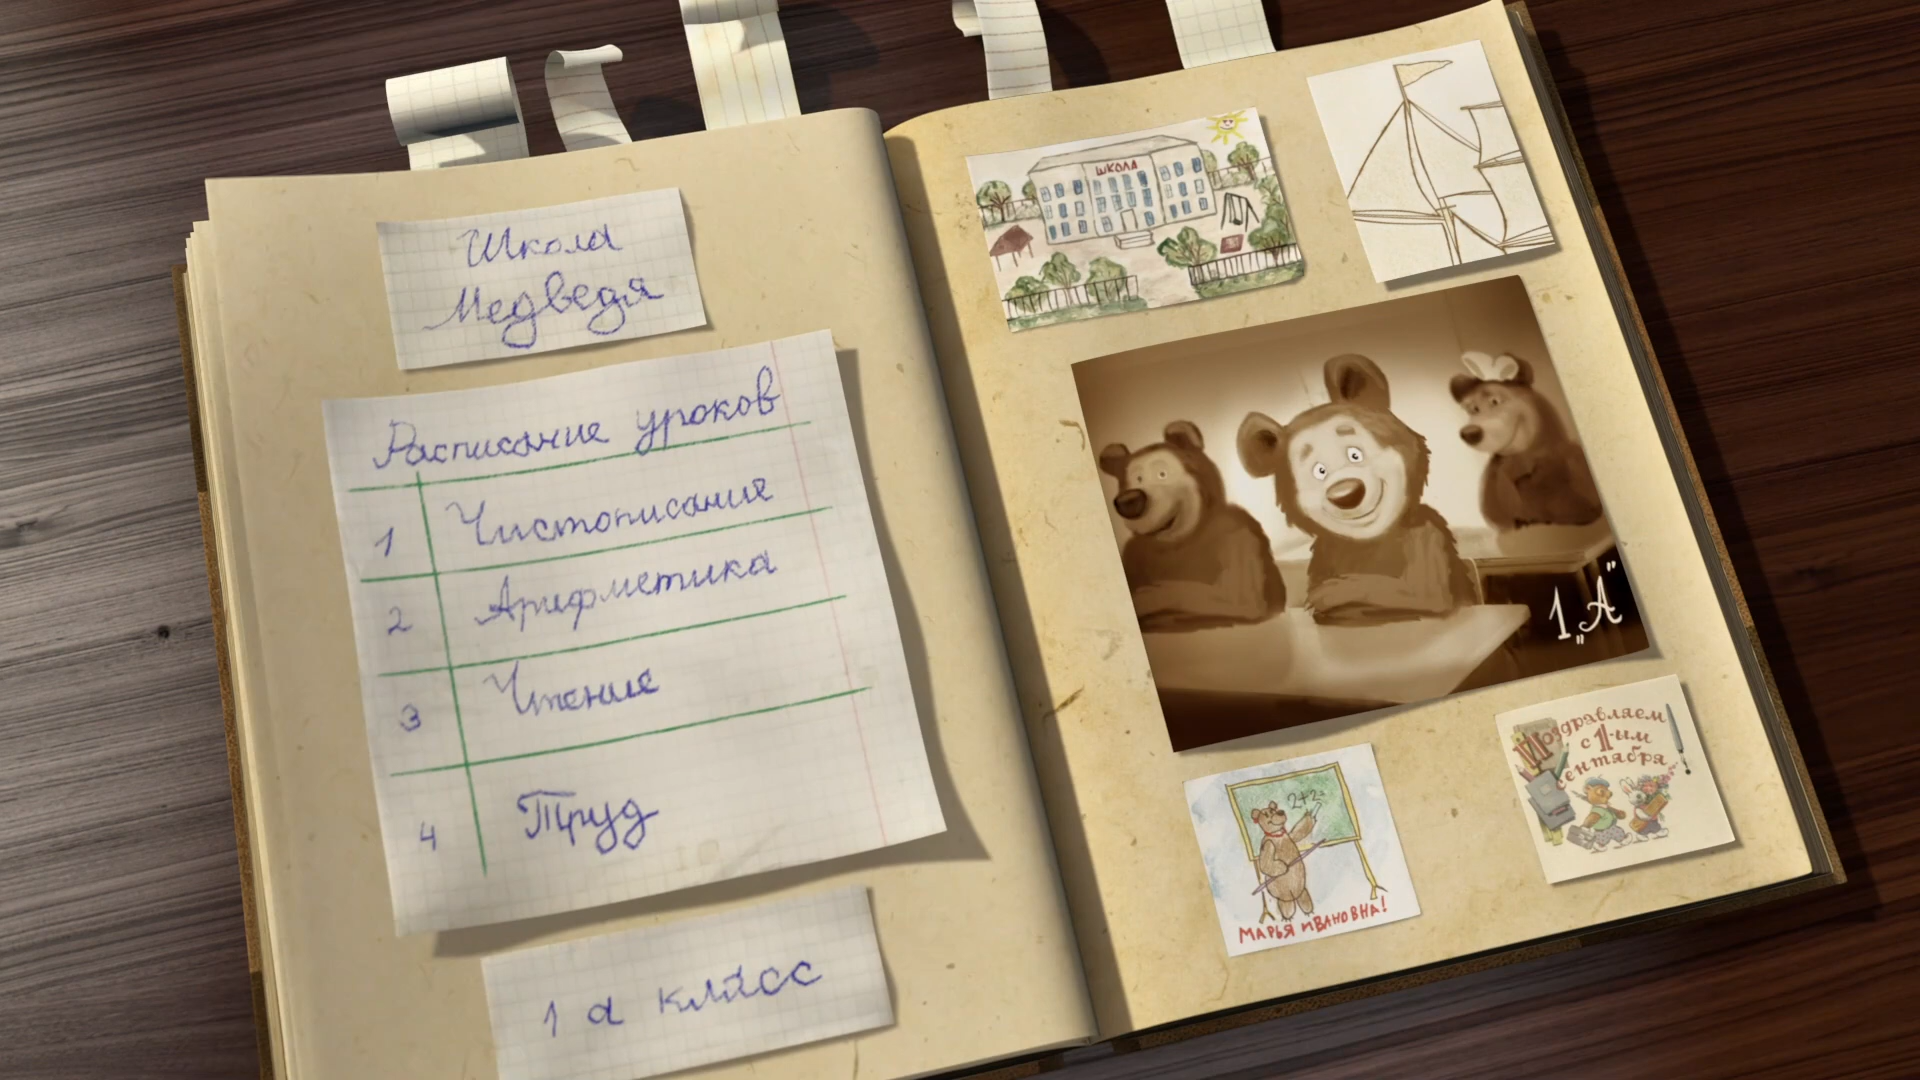 Школа
Медведя
Расписание уроков
1 Чистописание
2 Арифметика
3 Чтение
4 Труд
1 а класс
ШКОЛА
1 „А"
2+2=
МАРЬЯ ИВАНОВНА!
Поздравляем
с 1-ым
сентября